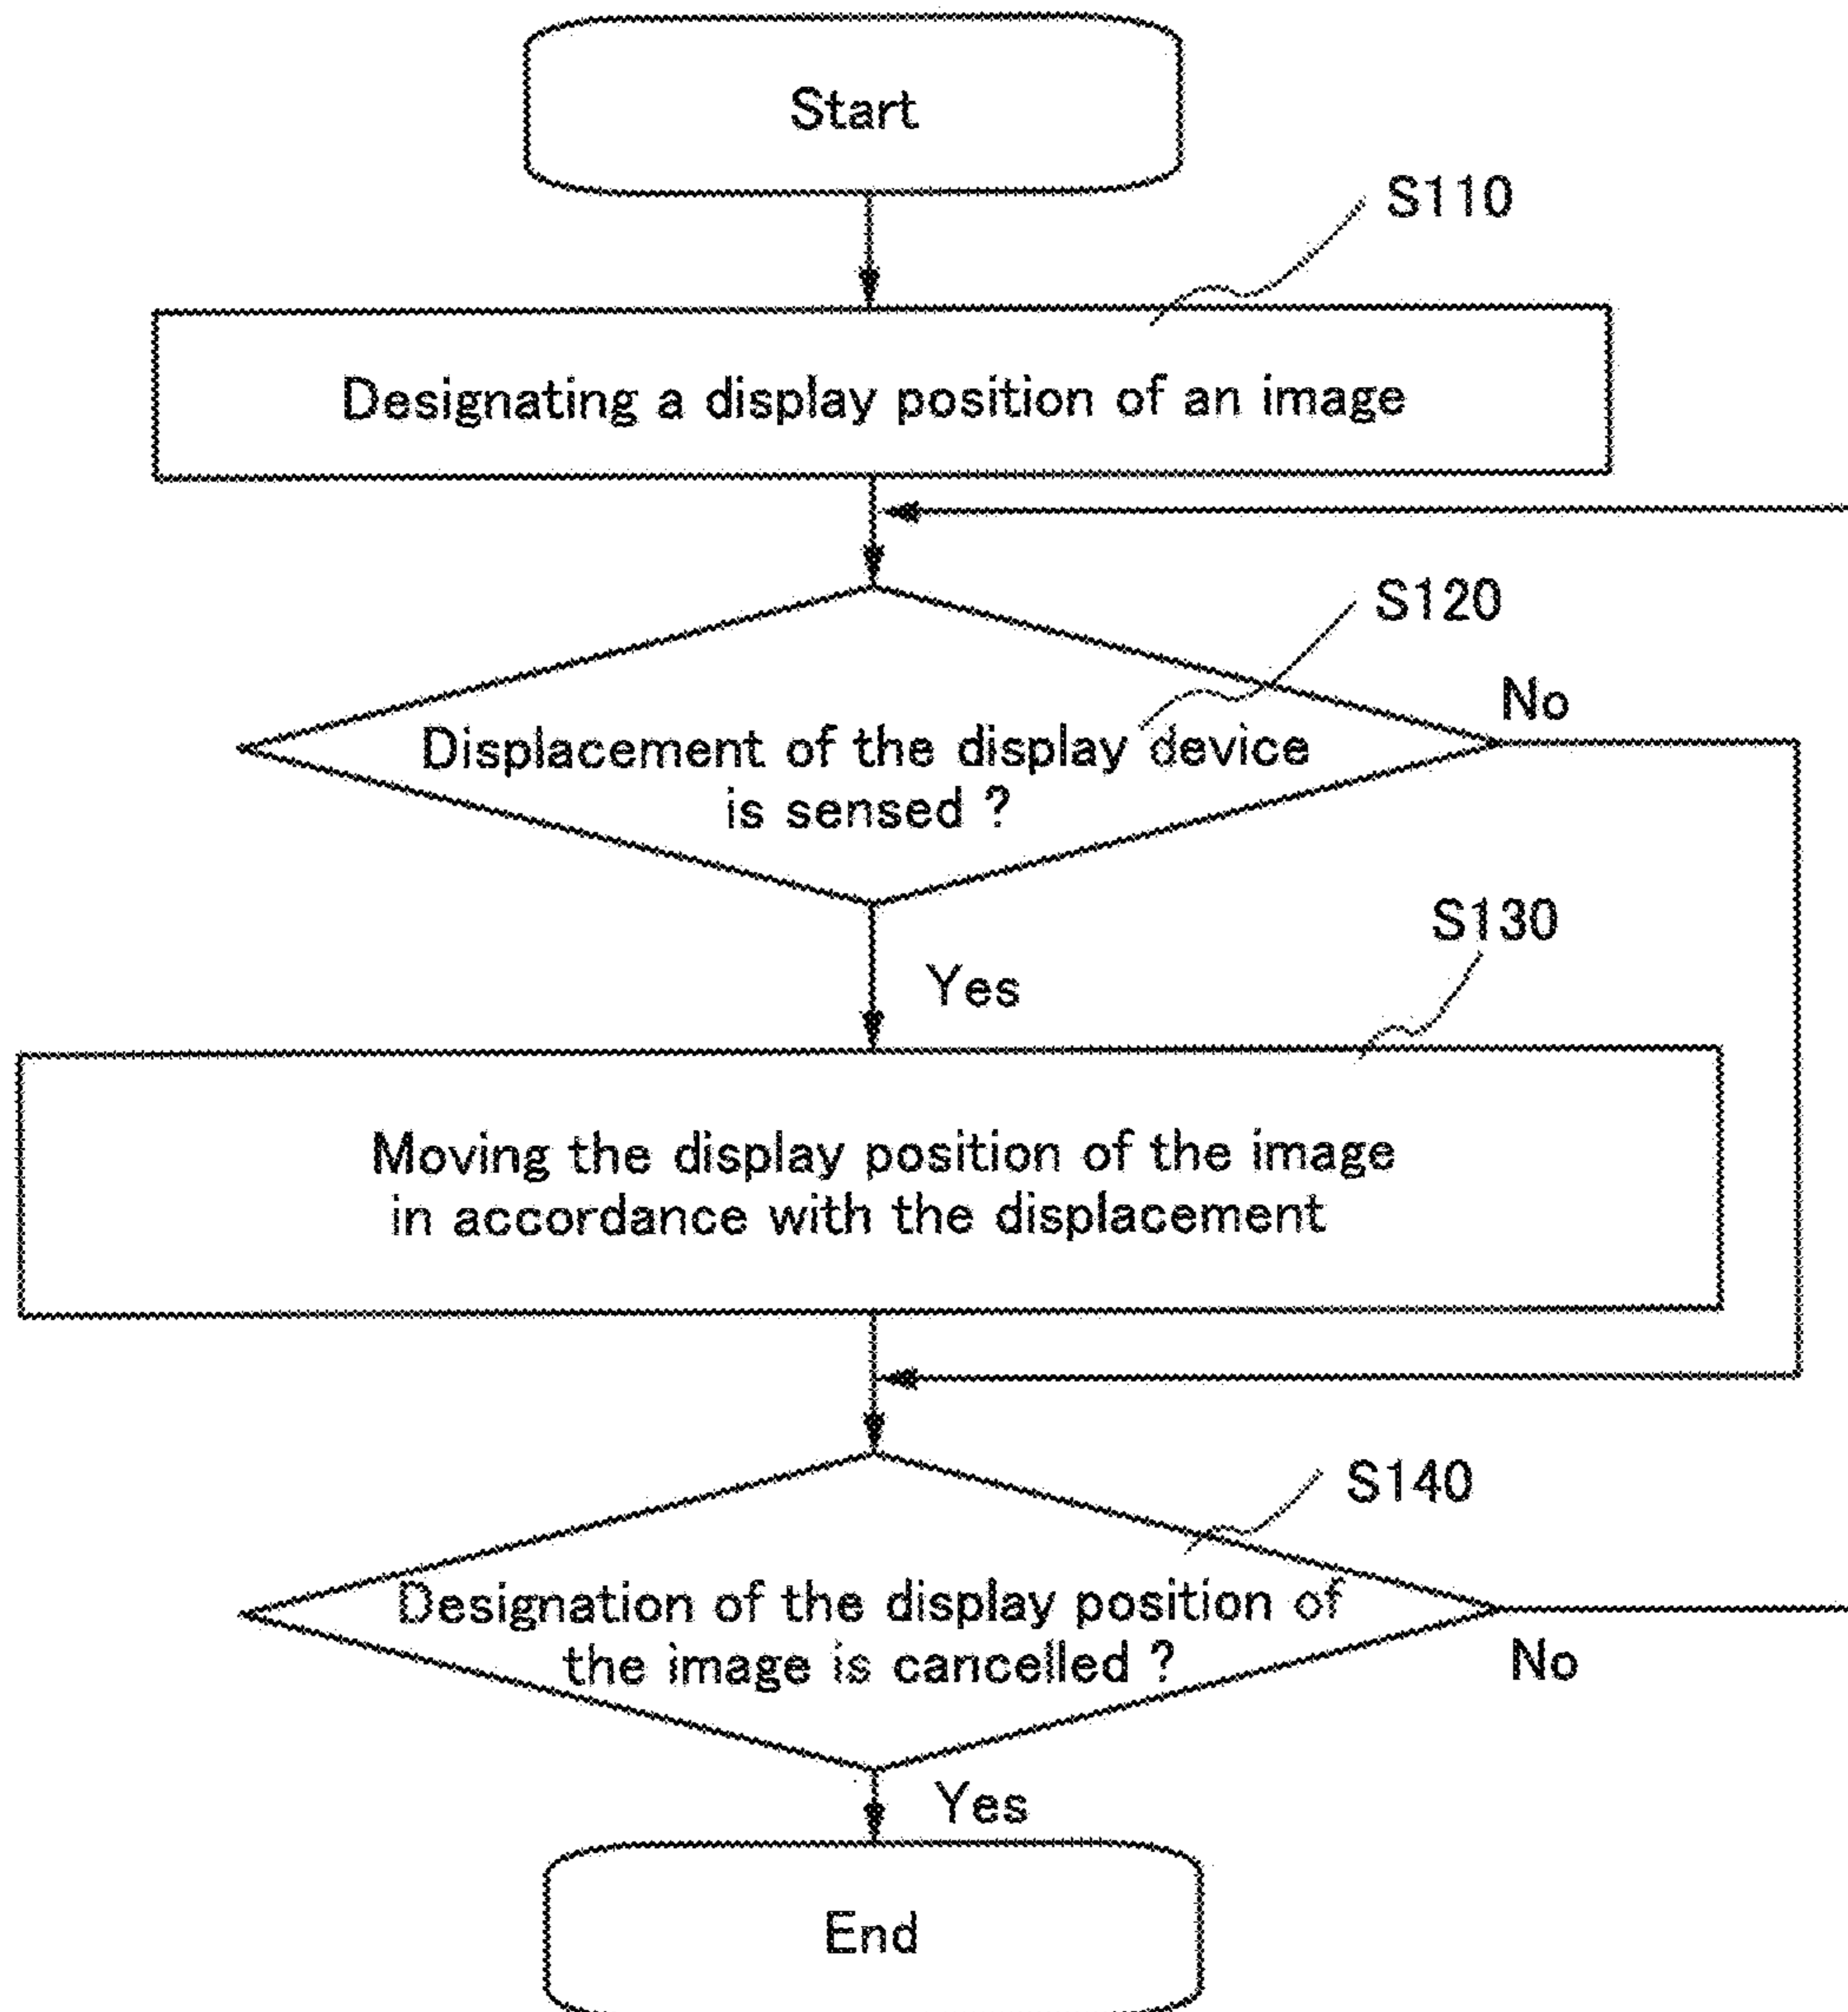 Start
S110
Designating a display position of an image
S120
No
Displacement of the display device
is sensed ?
S130
Yes
Moving the display position of the image
in accordance with the displacement
S140
Designation of the display position of
the image is cancelled ?
No
Yes
End